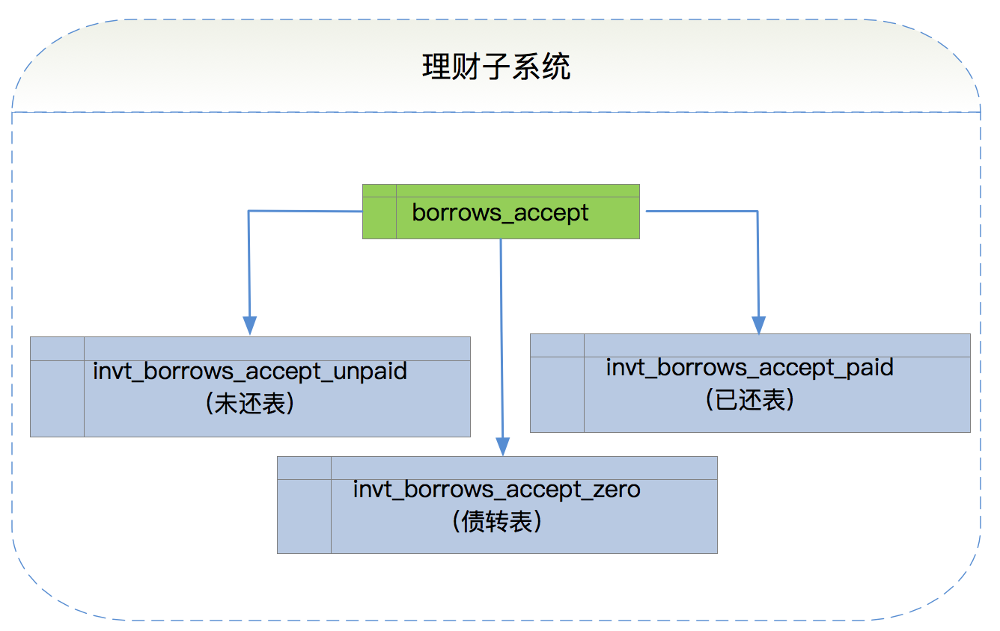 理财子系统
borrows_accept
invt_borrows_accept_unpaid
（未还表）
invt_borrows_accept_paid
（已还表）
invt_borrows_accept_zero
（债转表）